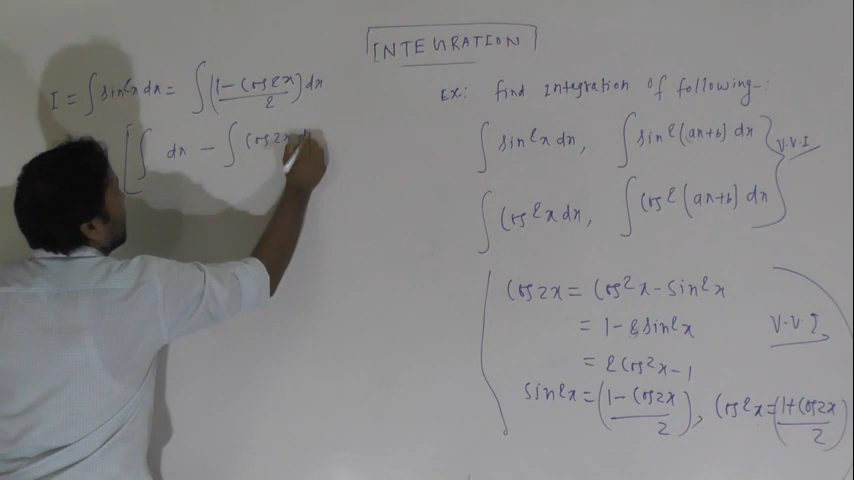 INTEGRATION
I = ∫ sin²x dx = ∫ (1 - cos2x / 2) dx
[∫ dx - ∫ cos2x d
Ex: find Integration of following-:
∫ sin²x dx, ∫ sin²(ax+b) dx } V.V.I
∫ cos²x dx, ∫ cos²(ax+b) dx
cos2x = cos²x - sin²x
= 1 - 2sin²x V.V.I,
= 2cos²x - 1
sin²x = (1 - cos2x / 2), cos²x = (1 + cos2x / 2)